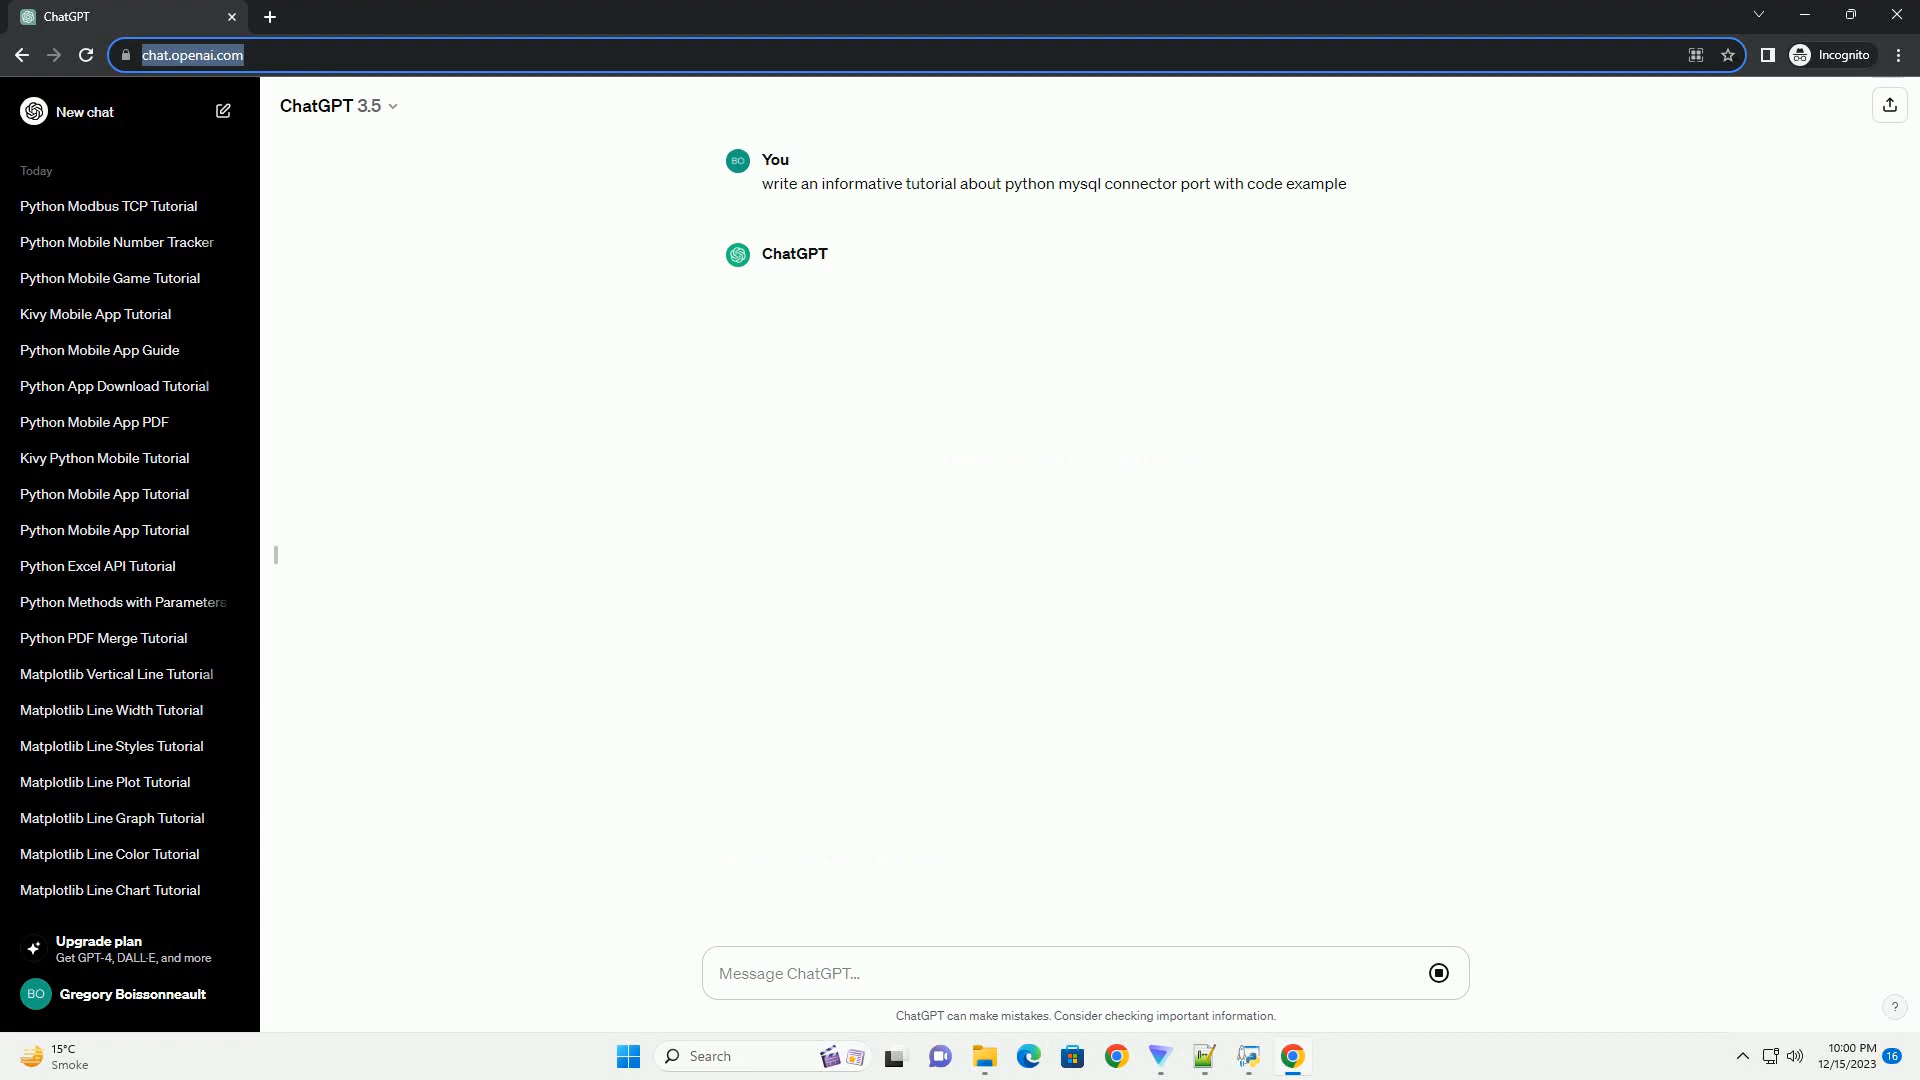 ChatGPT
chat.openai.com
Incognito
New chat
ChatGPT 3.5
Today
Python Modbus TCP Tutorial
Python Mobile Number Tracker
Python Mobile Game Tutorial
Kivy Mobile App Tutorial
Python Mobile App Guide
Python App Download Tutorial
Python Mobile App PDF
Kivy Python Mobile Tutorial
Python Mobile App Tutorial
Python Mobile App Tutorial
Python Excel API Tutorial
Python Methods with Parameters
Python PDF Merge Tutorial
Matplotlib Vertical Line Tutorial
Matplotlib Line Width Tutorial
Matplotlib Line Styles Tutorial
Matplotlib Line Plot Tutorial
Matplotlib Line Graph Tutorial
Matplotlib Line Color Tutorial
Matplotlib Line Chart Tutorial
Upgrade plan
Get GPT-4, DALL·E, and more
BO Gregory Boissonneault
BO You
write an informative tutorial about python mysql connector port with code example
ChatGPT
Message ChatGPT...
ChatGPT can make mistakes. Consider checking important information.
?
15°C
Smoke
Search
10:00 PM
12/15/2023
16